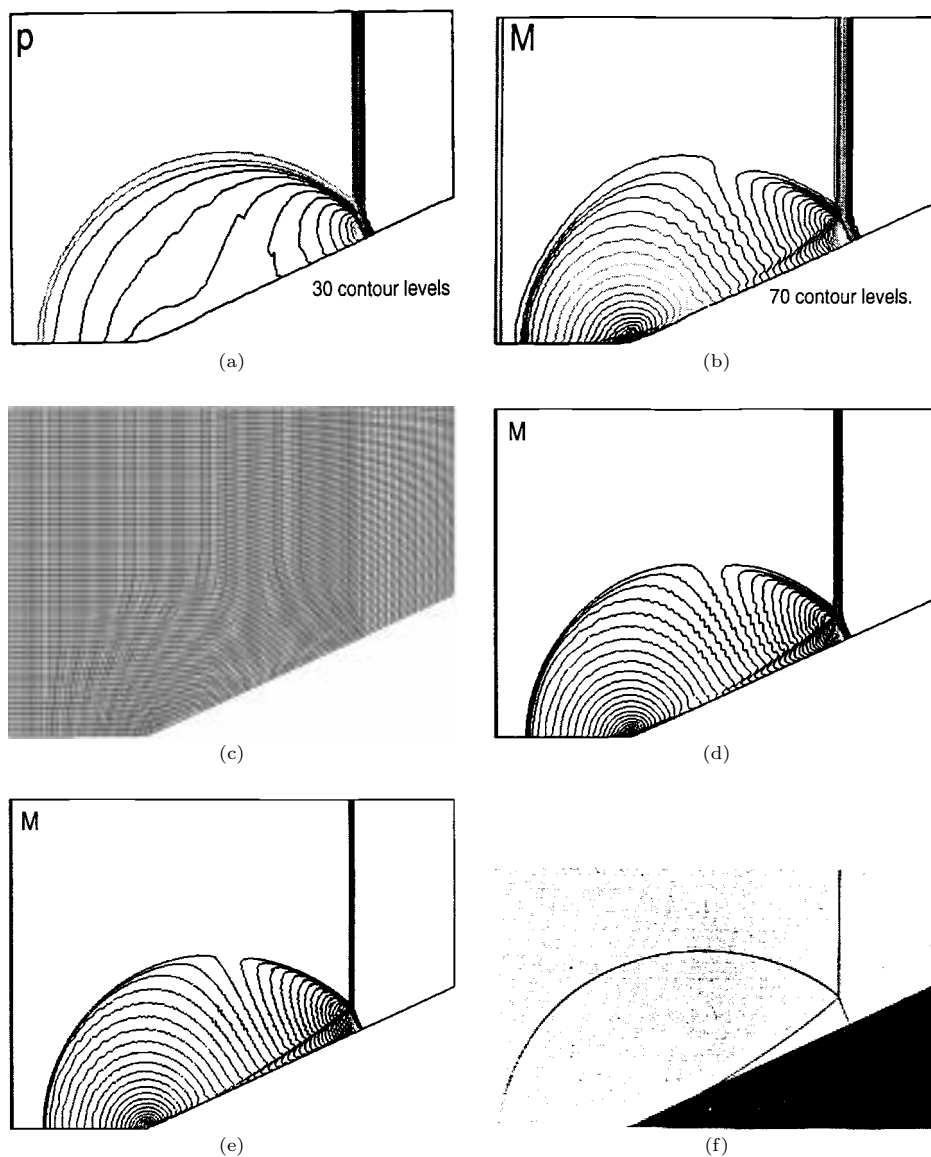 p
M
30 contour levels
70 contour levels.
(a)
(b)
M
(c)
(d)
M
(e)
(f)